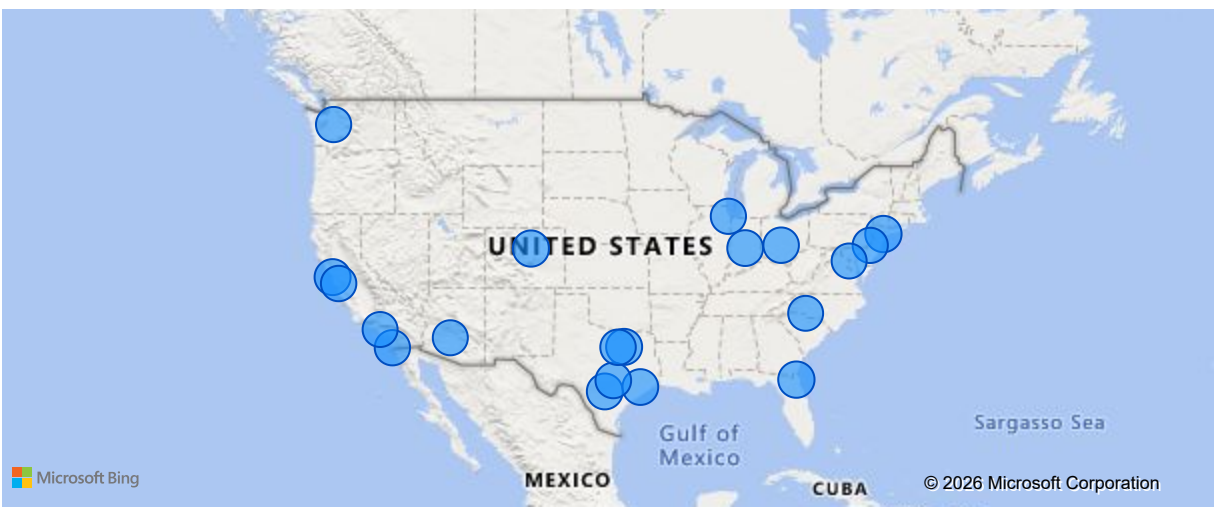 UNITED STATES
Gulf of
Mexico
Sargasso Sea
MEXICO
CUBA
Microsoft Bing
© 2026 Microsoft Corporation